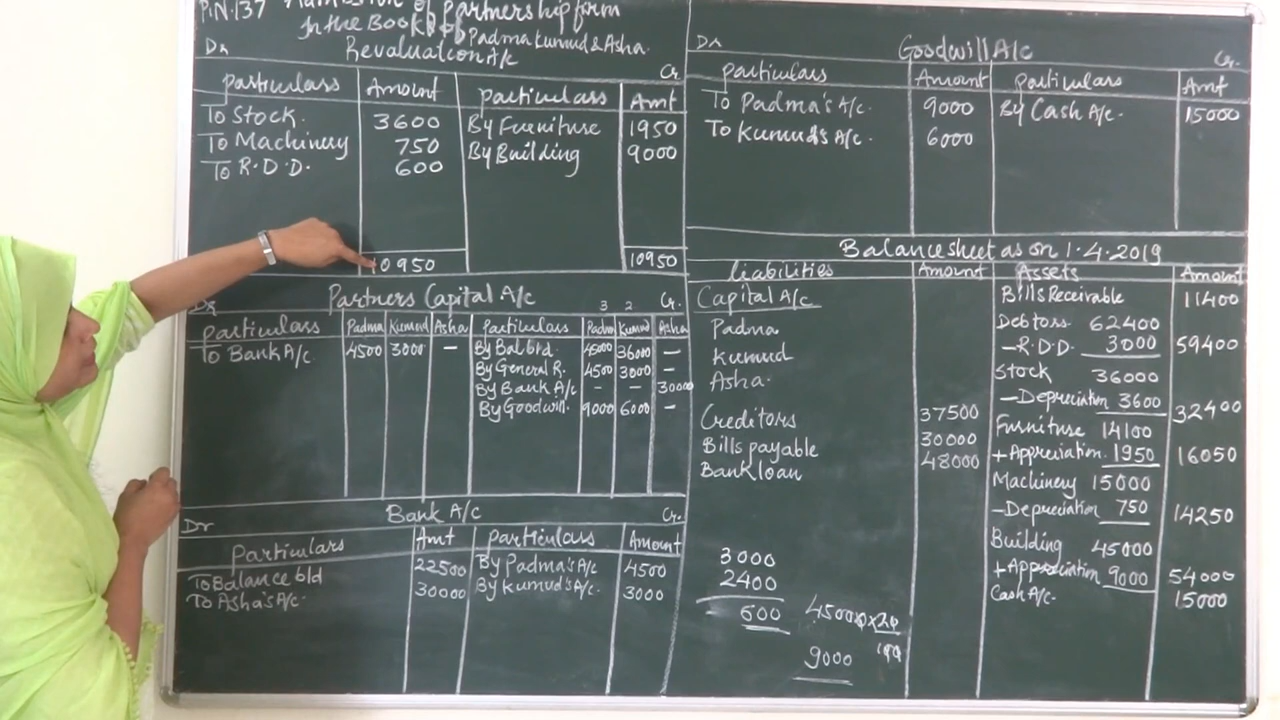 P.N.137 Admission of Partnership form
In the Books of Padma Kumud & Asha.
Dr Revaluation A/c Cr.
particulars Amount particulars Amt
To Stock. 3600 By Furniture 1950
To Machinery 750 By Building 9000
To R.D.D. 600
10950 10950
Dr Partners Capital A/c 3 2 Cr.
particulars Padma Kumud Asha Particulars Padma Kumud Asha
To Bank A/c. 4500 3000 — By Bal b/d. 45000 36000 —
By General R. 4500 3000 —
By Bank A/c - - 30000
By Goodwill. 9000 6000 -
Dr Bank A/c Cr.
Particulars Amt particulars Amount
To Balance b/d 22500 By Padma's A/c 4500
To Asha's A/c. 30000 By Kumud's A/c. 3000
Dr Goodwill A/c Cr.
particulars Amount particulars Amt
To Padma's A/c. 9000 By Cash A/c. 15000
To Kumud's A/c. 6000
Balance sheet as on 1.4.2019
liabilities Amount Assets Amount
Capital A/c Bills Receivable 11400
Padma Debtors 62400
Kumud - R.D.D. 3000 59400
Asha. Stock 36000
- Depreciation 3600 32400
Creditors 37500 Furniture 14100
Bills payable 30000 + Appreciation. 1950 16050
Bank loan 48000 Machinery 15000
- Depreciation 750 14250
Building 45000
+ Appreciation 9000 54000
Cash A/c. 15000
3000
2400
600 45000 x 20
9000